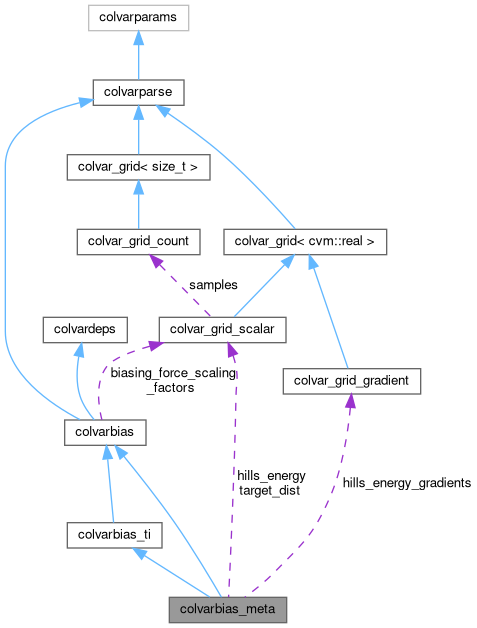 colvarparams
colvarparse
colvar_grid< size_t >
colvar_grid_count
colvar_grid< cvm::real >
samples
colvardeps
colvar_grid_scalar
biasing_force_scaling
_factors
colvar_grid_gradient
colvarbias
hills_energy
target_dist
hills_energy_gradients
colvarbias_ti
colvarbias_meta